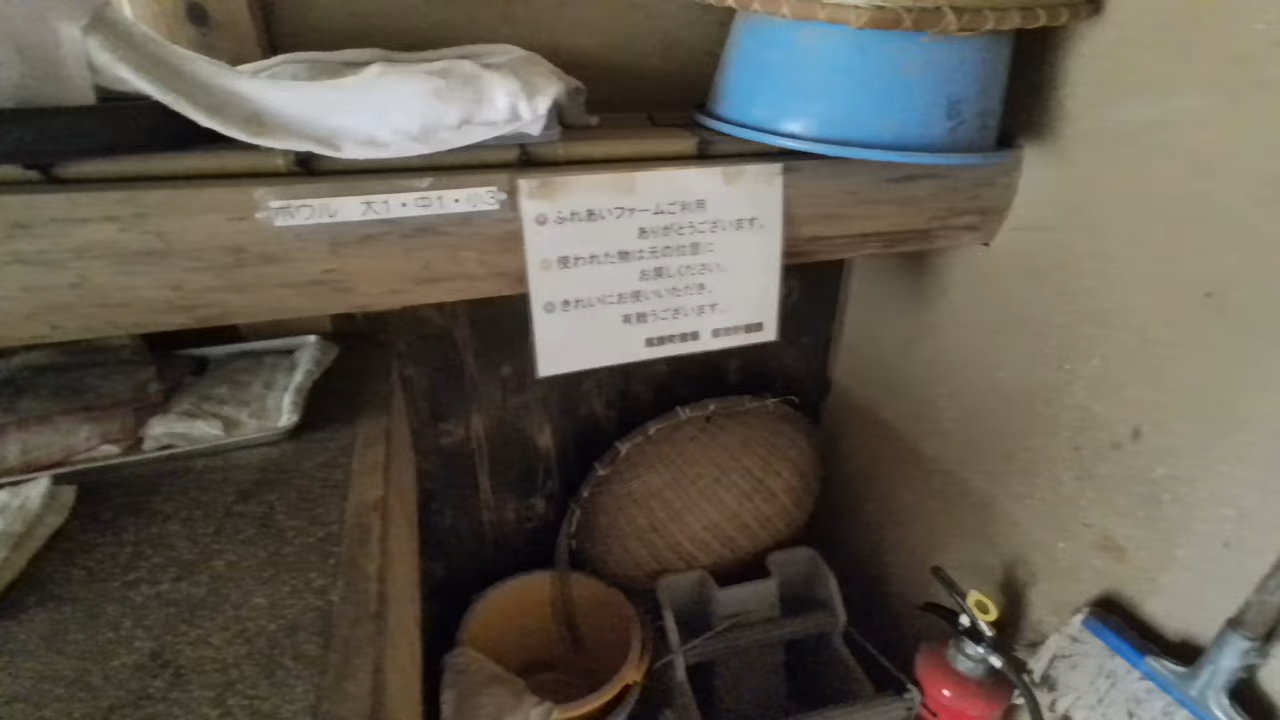 ボウル 大1・中1・小3
◎ ふれあいファームご利用
ありがとうございます。
◎ 使われた物は元の位置に
お戻しください。
◎ きれいにお使いいただき、
有難うございます。